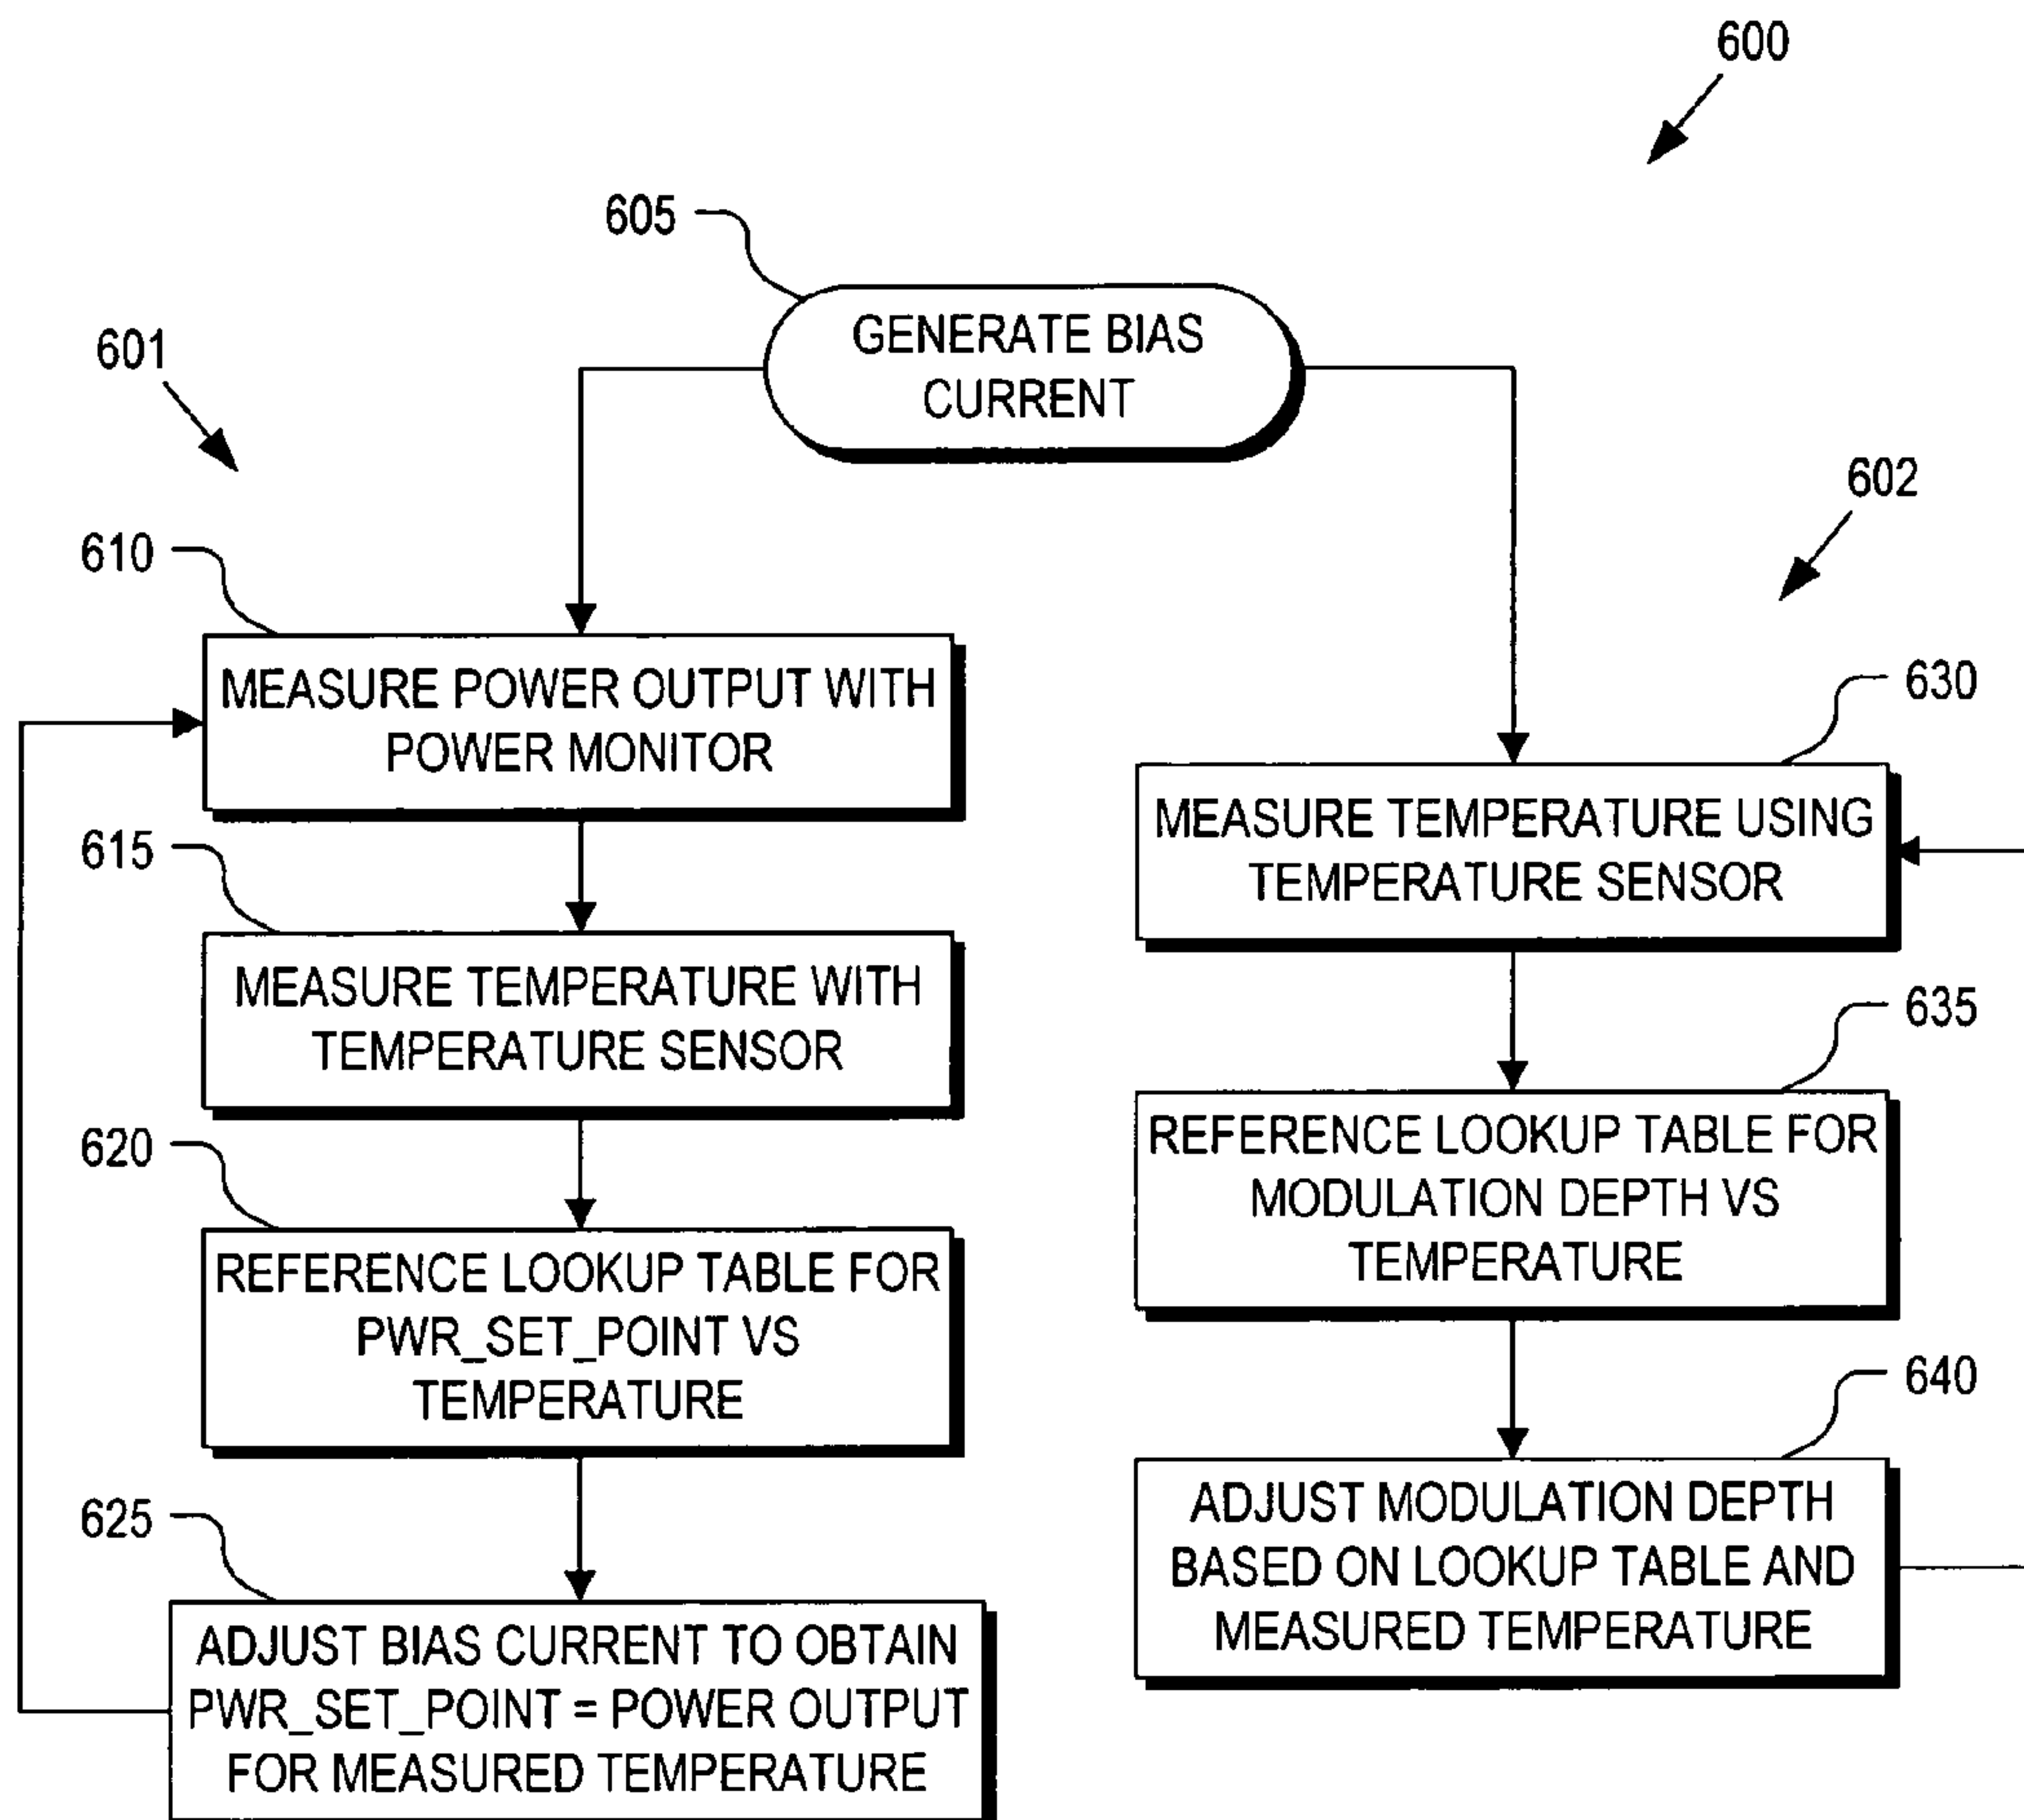 600
605
GENERATE BIAS
CURRENT
601
602
610
MEASURE POWER OUTPUT WITH
POWER MONITOR
615
MEASURE TEMPERATURE WITH
TEMPERATURE SENSOR
620
REFERENCE LOOKUP TABLE FOR
PWR_SET_POINT VS
TEMPERATURE
625
ADJUST BIAS CURRENT TO OBTAIN
PWR_SET_POINT = POWER OUTPUT
FOR MEASURED TEMPERATURE
630
MEASURE TEMPERATURE USING
TEMPERATURE SENSOR
635
REFERENCE LOOKUP TABLE FOR
MODULATION DEPTH VS
TEMPERATURE
640
ADJUST MODULATION DEPTH
BASED ON LOOKUP TABLE AND
MEASURED TEMPERATURE